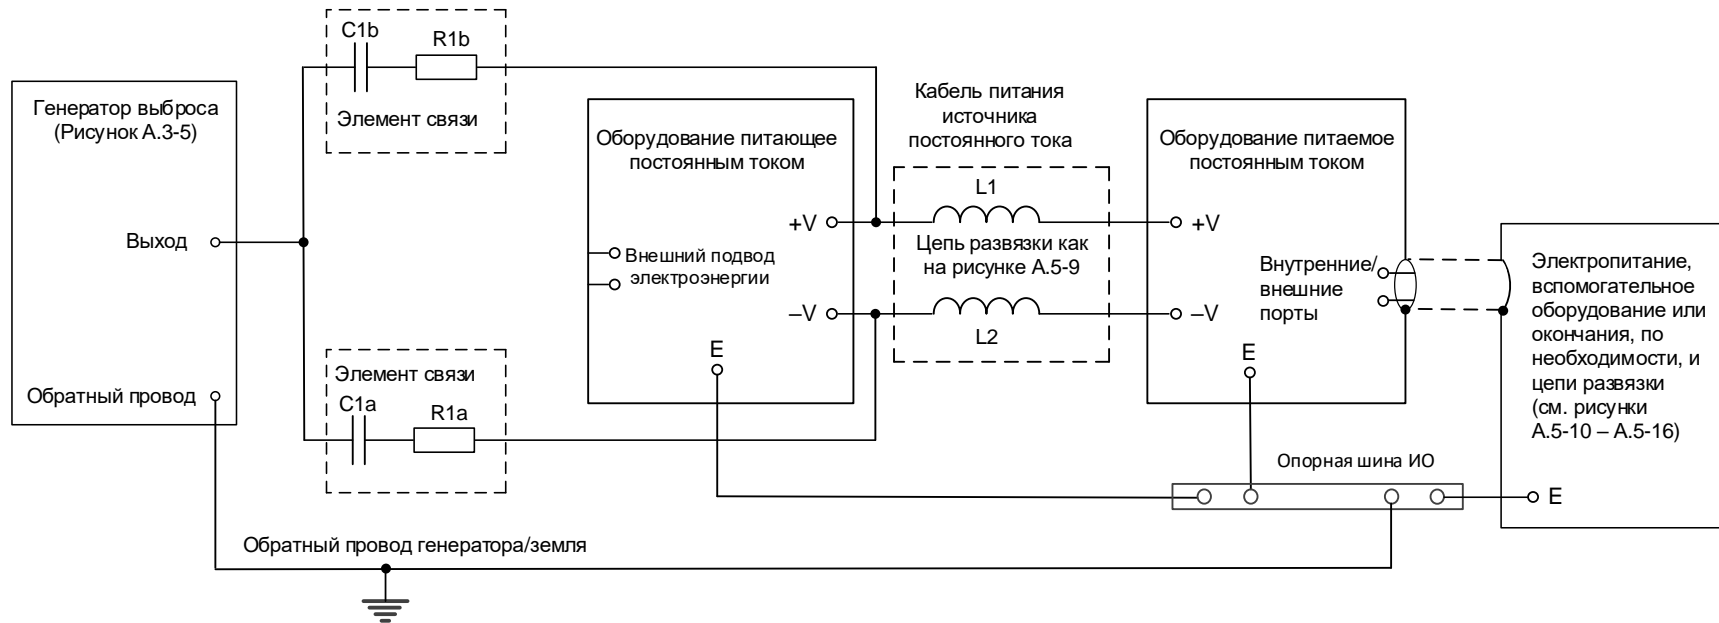 C1b
R1b
Элемент связи
Генератор выброса
(Рисунок А.3-5)
Выход
Обратный провод
Элемент связи
C1a
R1a
Оборудование питающее
постоянным током
+V
Внешний подвод
электроэнергии
–V
E
Кабель питания
источника
постоянного тока
L1
Цепь развязки как
на рисунке А.5-9
L2
Оборудование питаемое
постоянным током
+V
Внутренние/
внешние
порты
–V
E
Электропитание,
вспомогательное
оборудование или
окончания, по
необходимости, и
цепи развязки
(см. рисунки
А.5-10 – А.5-16)
E
Опорная шина ИО
Обратный провод генератора/земля